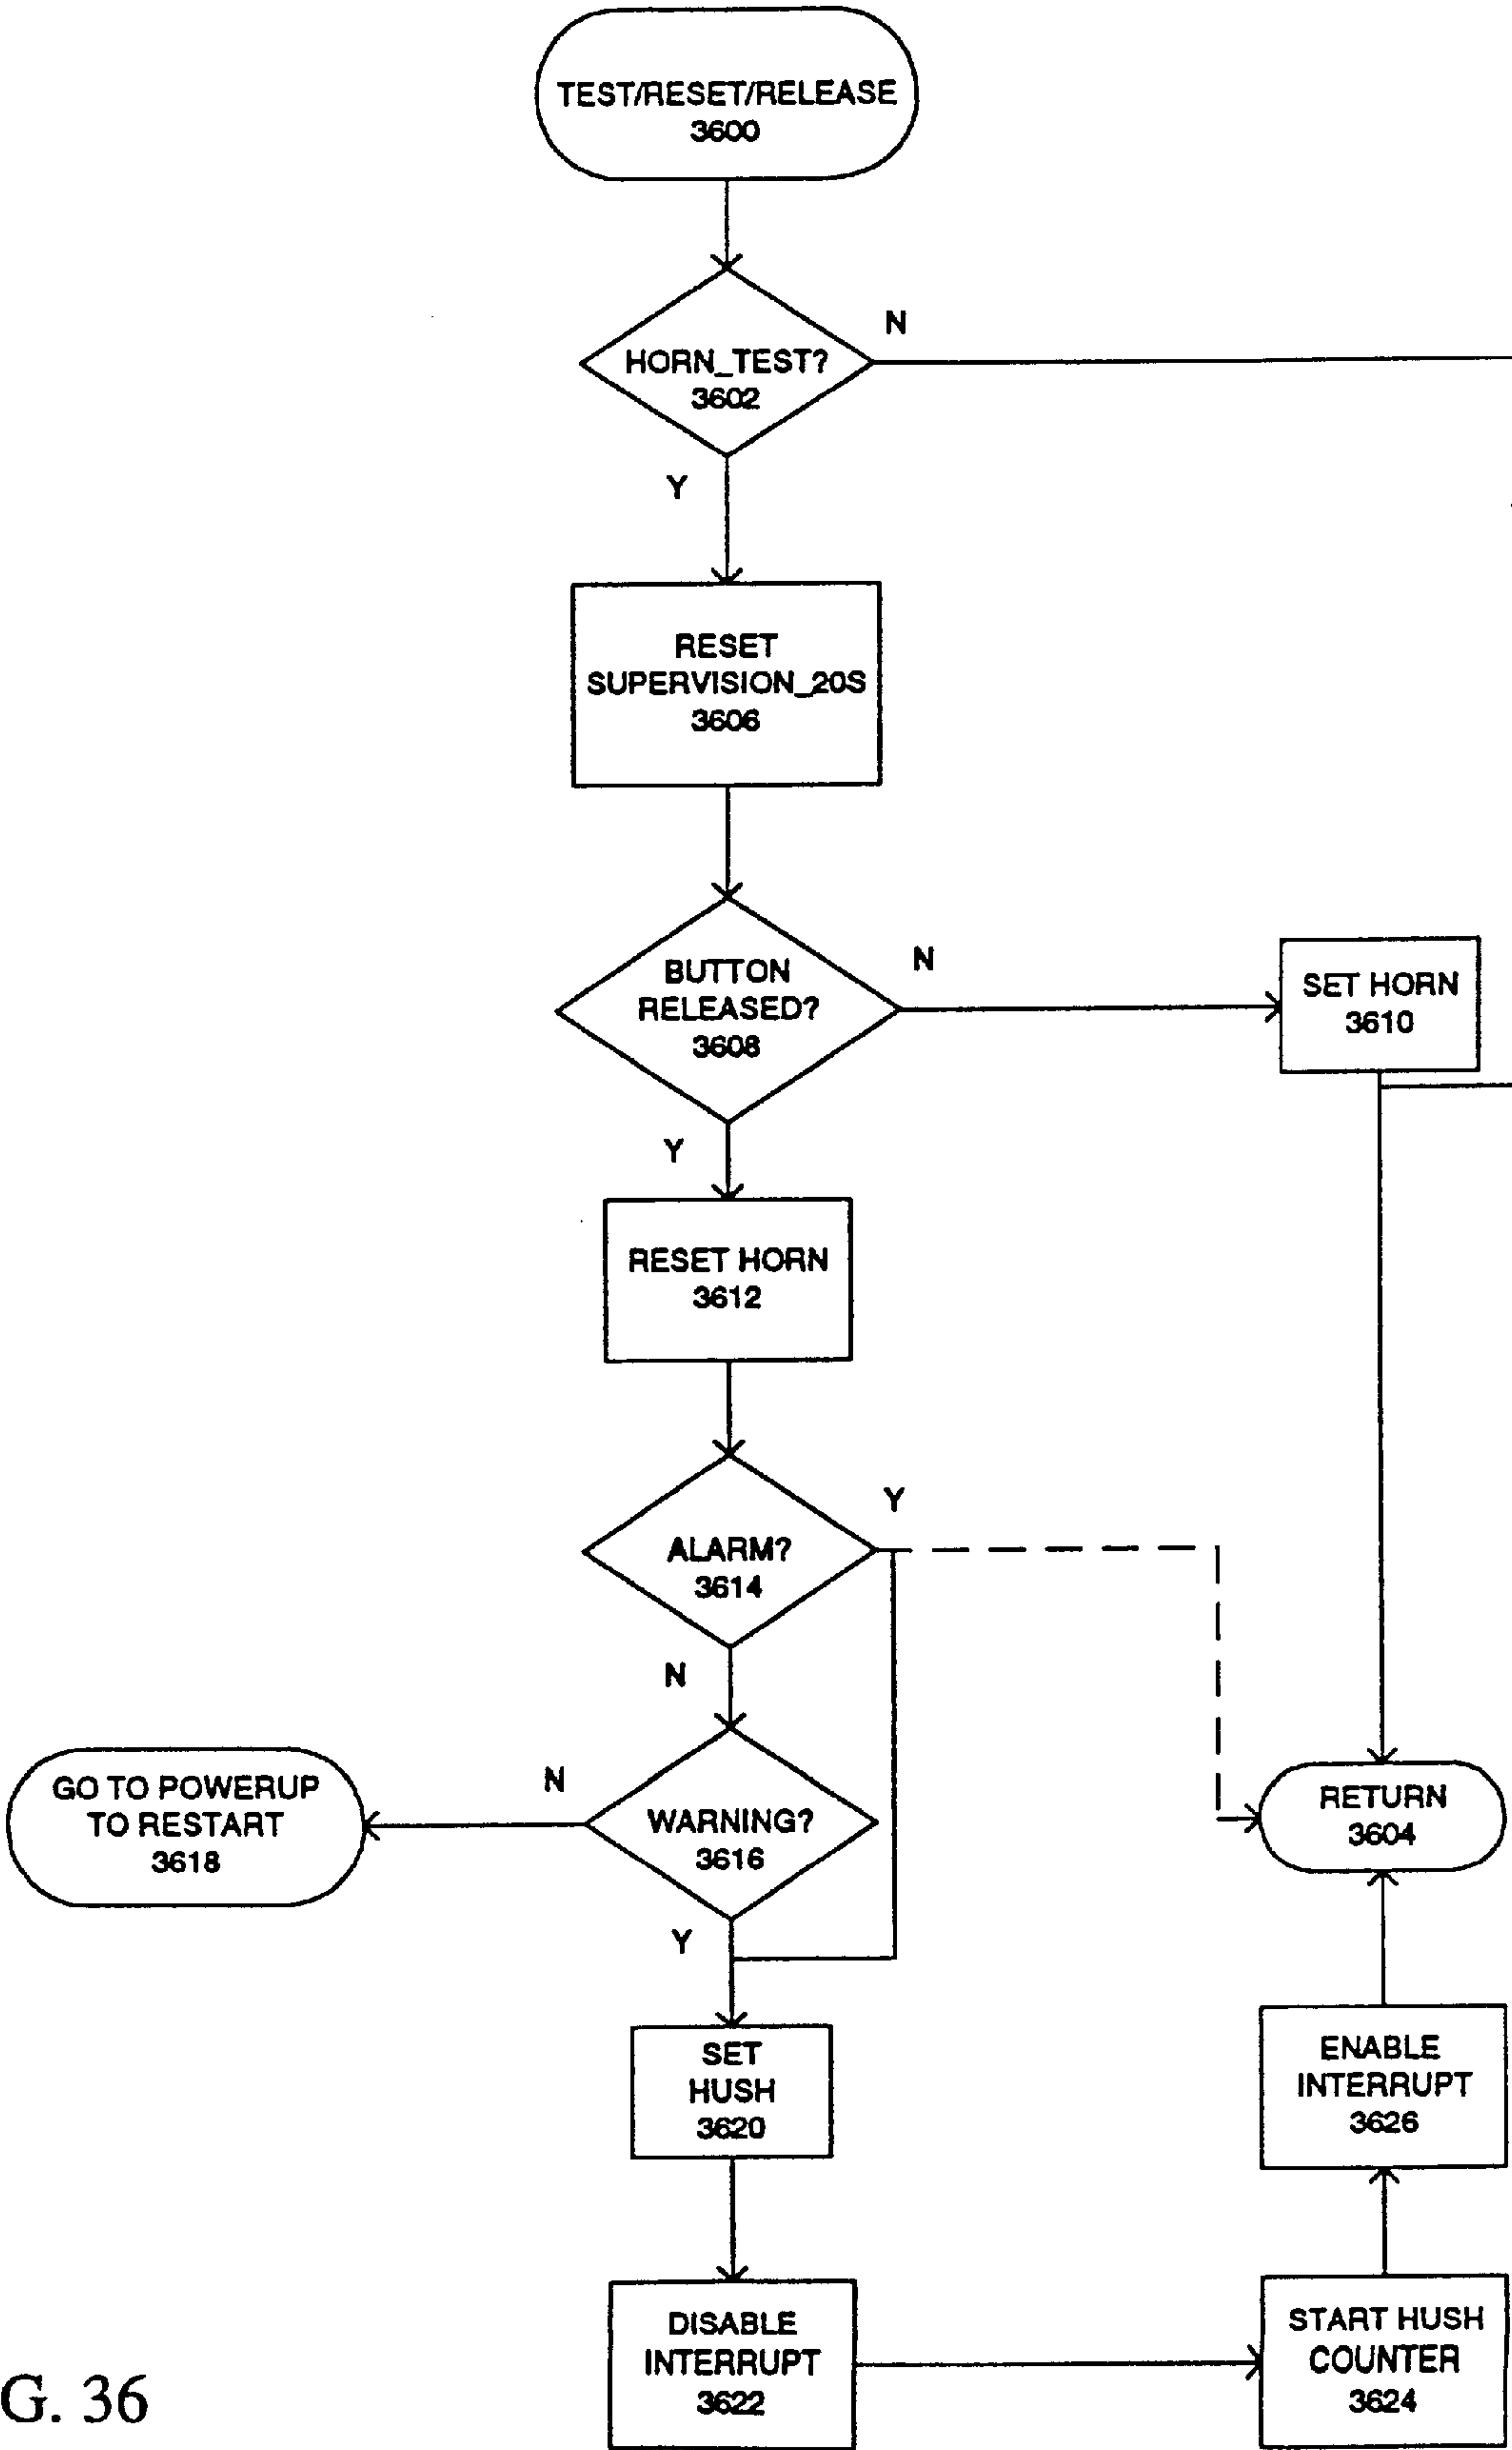 TEST/RESET/RELEASE
3600
N
HORN_TEST?
3602
Y
RESET
SUPERVISION_20S
3606
N
BUTTON
RELEASED?
3608
SET HORN
3610
Y
RESET HORN
3612
Y
ALARM?
3614
N
GO TO POWERUP
TO RESTART
3618
N
WARNING?
3616
RETURN
3604
Y
SET
HUSH
3620
ENABLE
INTERRUPT
3626
DISABLE
INTERRUPT
3622
START HUSH
COUNTER
3624
G. 36